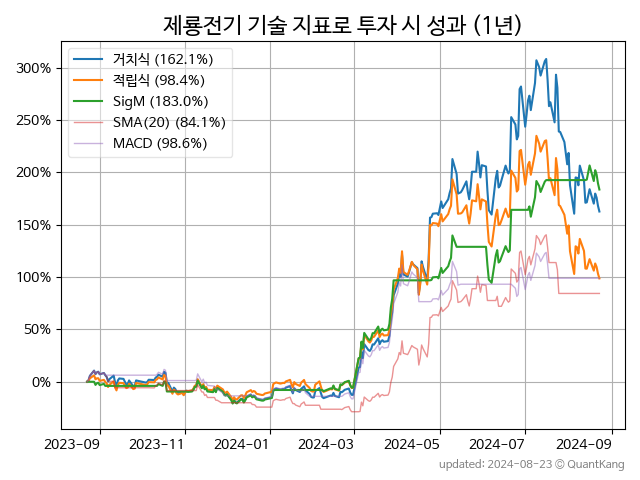 제룡전기 기술 지표로 투자 시 성과 (1년)
거치식 (162.1%)
적립식 (98.4%)
SigM (183.0%)
SMA(20) (84.1%)
MACD (98.6%)
300%
250%
200%
150%
100%
50%
0%
2023-09 2023-11 2024-01 2024-03 2024-05 2024-07 2024-09
updated: 2024-08-23 @ QuantKang